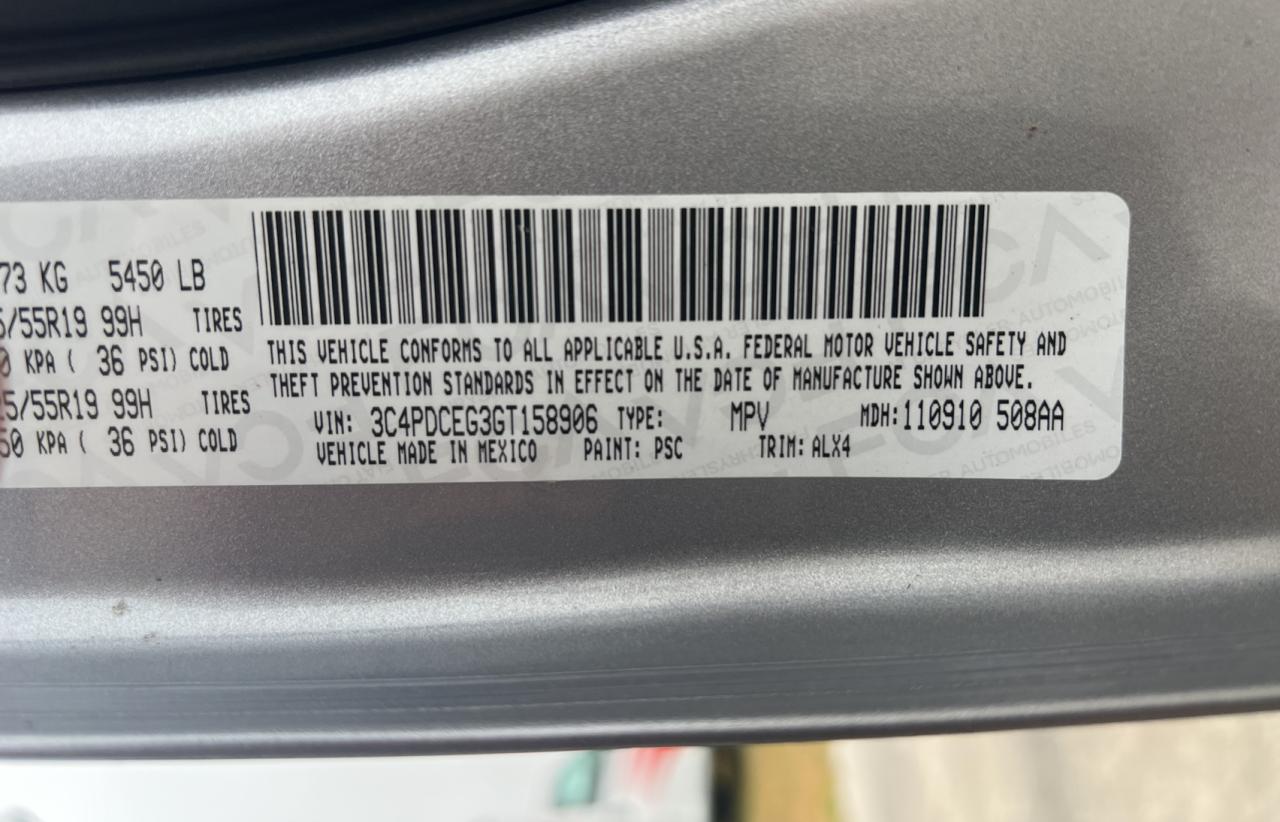 73 KG 5450 LB
5/55R19 99H TIRES
0 KPA ( 36 PSI) COLD
5/55R19 99H TIRES
50 KPA ( 36 PSI) COLD
THIS VEHICLE CONFORMS TO ALL APPLICABLE U.S.A. FEDERAL MOTOR VEHICLE SAFETY AND
THEFT PREVENTION STANDARDS IN EFFECT ON THE DATE OF MANUFACTURE SHOWN ABOVE.
VIN: 3C4PDCEG3GT158906 TYPE: MPV MDH:110910 508AA
VEHICLE MADE IN MEXICO PAINT: PSC TRIM: ALX4